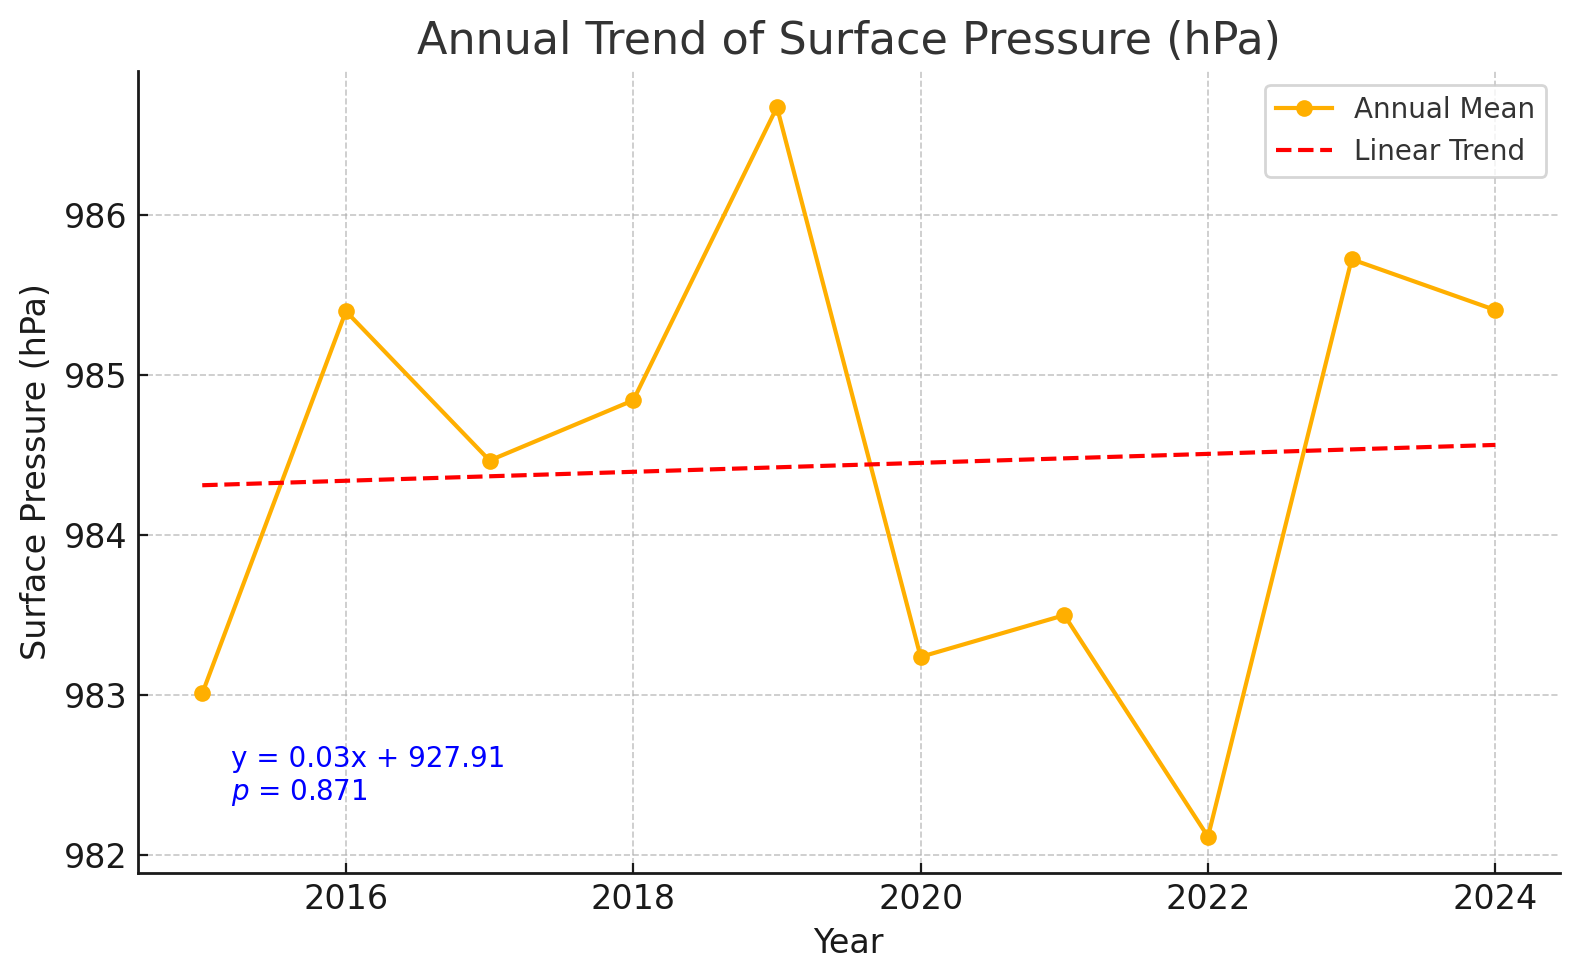 Annual Trend of Surface Pressure (hPa)
Annual Mean
Linear Trend
Surface Pressure (hPa)
986
985
984
983
982
y = 0.03x + 927.91
p = 0.871
2016
2018
2020
2022
2024
Year